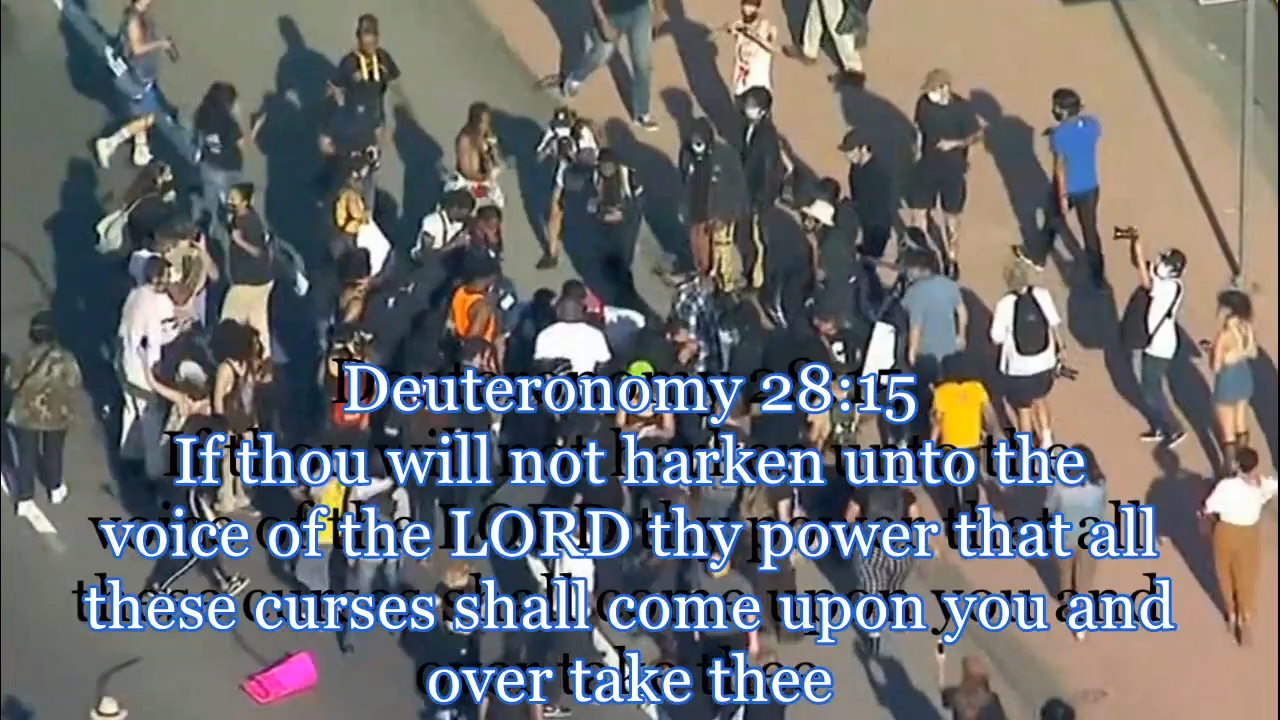 Deuteronomy 28:15
If thou will not harken unto the
voice of the LORD thy power that all
these curses shall come upon you and
over take thee